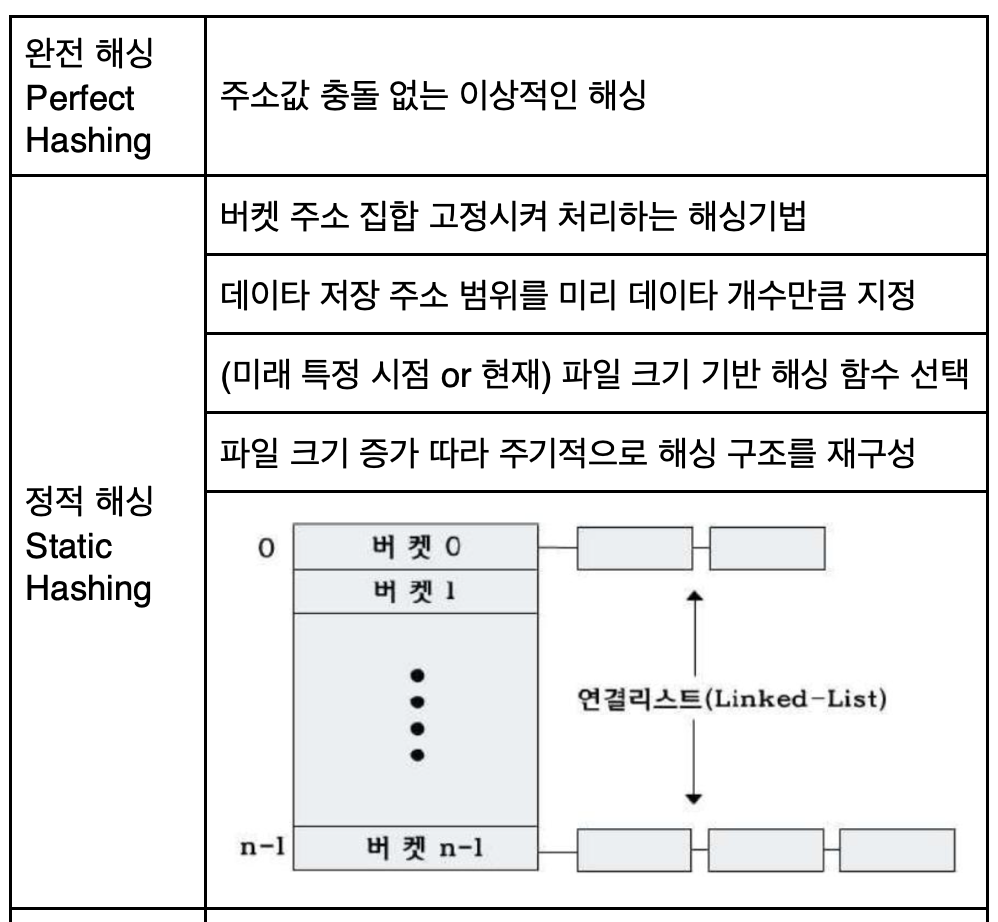 완전 해싱
Perfect
Hashing
주소값 충돌 없는 이상적인 해싱
정적 해싱
Static
Hashing
버켓 주소 집합 고정시켜 처리하는 해싱기법
데이타 저장 주소 범위를 미리 데이타 개수만큼 지정
(미래 특정 시점 or 현재) 파일 크기 기반 해싱 함수 선택
파일 크기 증가 따라 주기적으로 해싱 구조를 재구성
0 버 켓 0
버 켓 1
연결리스트(Linked-List)
n-1 버 켓 n-1